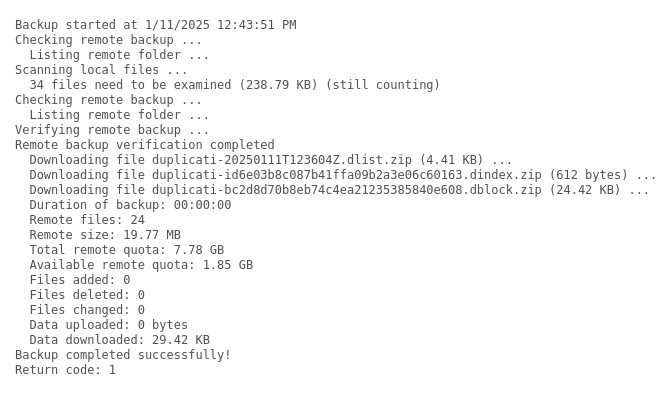 Backup started at 1/11/2025 12:43:51 PM
Checking remote backup ...
  Listing remote folder ...
Scanning local files ...
  34 files need to be examined (238.79 KB) (still counting)
Checking remote backup ...
  Listing remote folder ...
Verifying remote backup ...
Remote backup verification completed
  Downloading file duplicati-20250111T123604Z.dlist.zip (4.41 KB) ...
  Downloading file duplicati-id6e03b8c087b41ffa09b2a3e06c60163.dindex.zip (612 bytes) ...
  Downloading file duplicati-bc2d8d70b8eb74c4ea21235385840e608.dblock.zip (24.42 KB) ...
  Duration of backup: 00:00:00
  Remote files: 24
  Remote size: 19.77 MB
  Total remote quota: 7.78 GB
  Available remote quota: 1.85 GB
  Files added: 0
  Files deleted: 0
  Files changed: 0
  Data uploaded: 0 bytes
  Data downloaded: 29.42 KB
Backup completed successfully!
Return code: 1